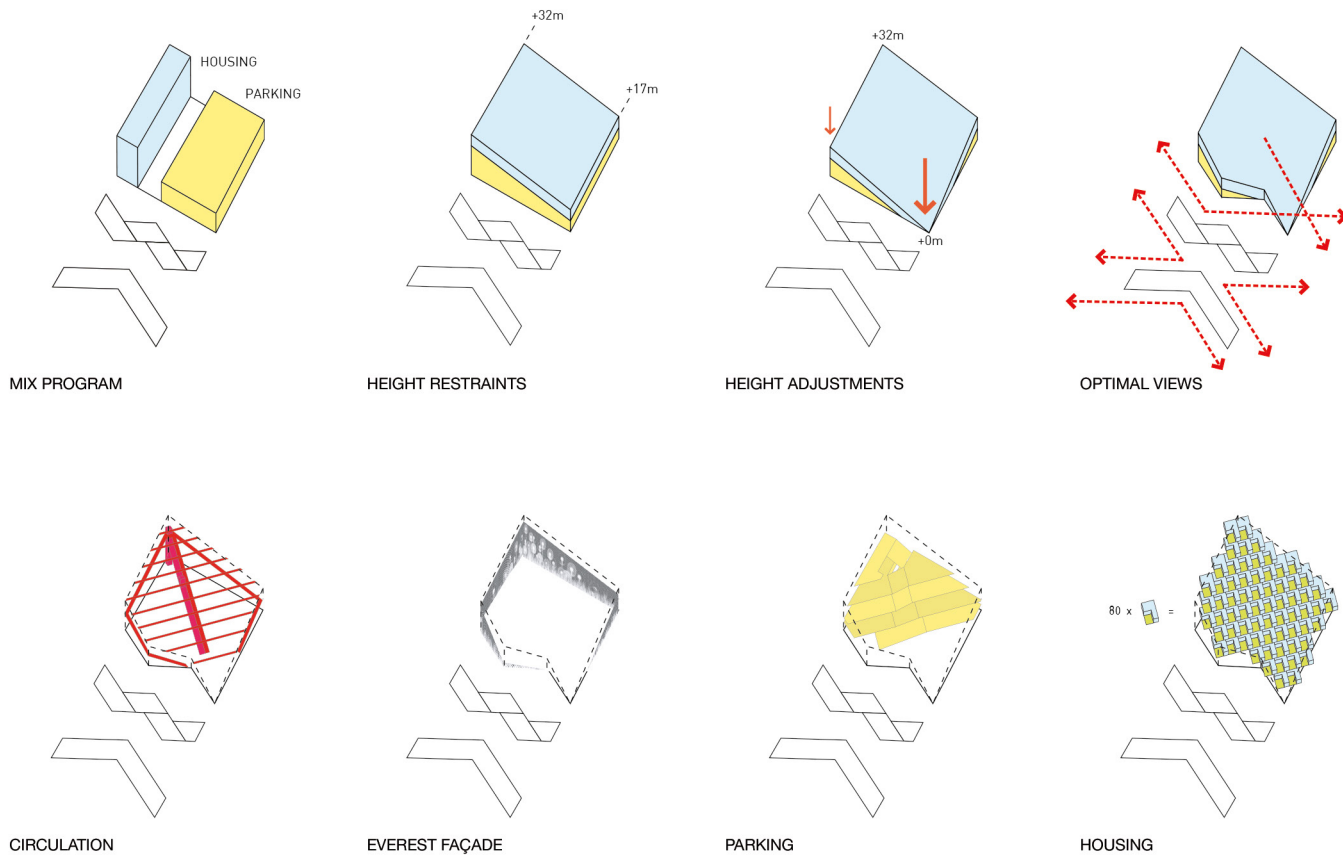 HOUSING
PARKING
MIX PROGRAM
+32m
+17m
HEIGHT RESTRAINTS
+32m
+0m
HEIGHT ADJUSTMENTS
OPTIMAL VIEWS
CIRCULATION
EVEREST FAÇADE
PARKING
80 x =
HOUSING